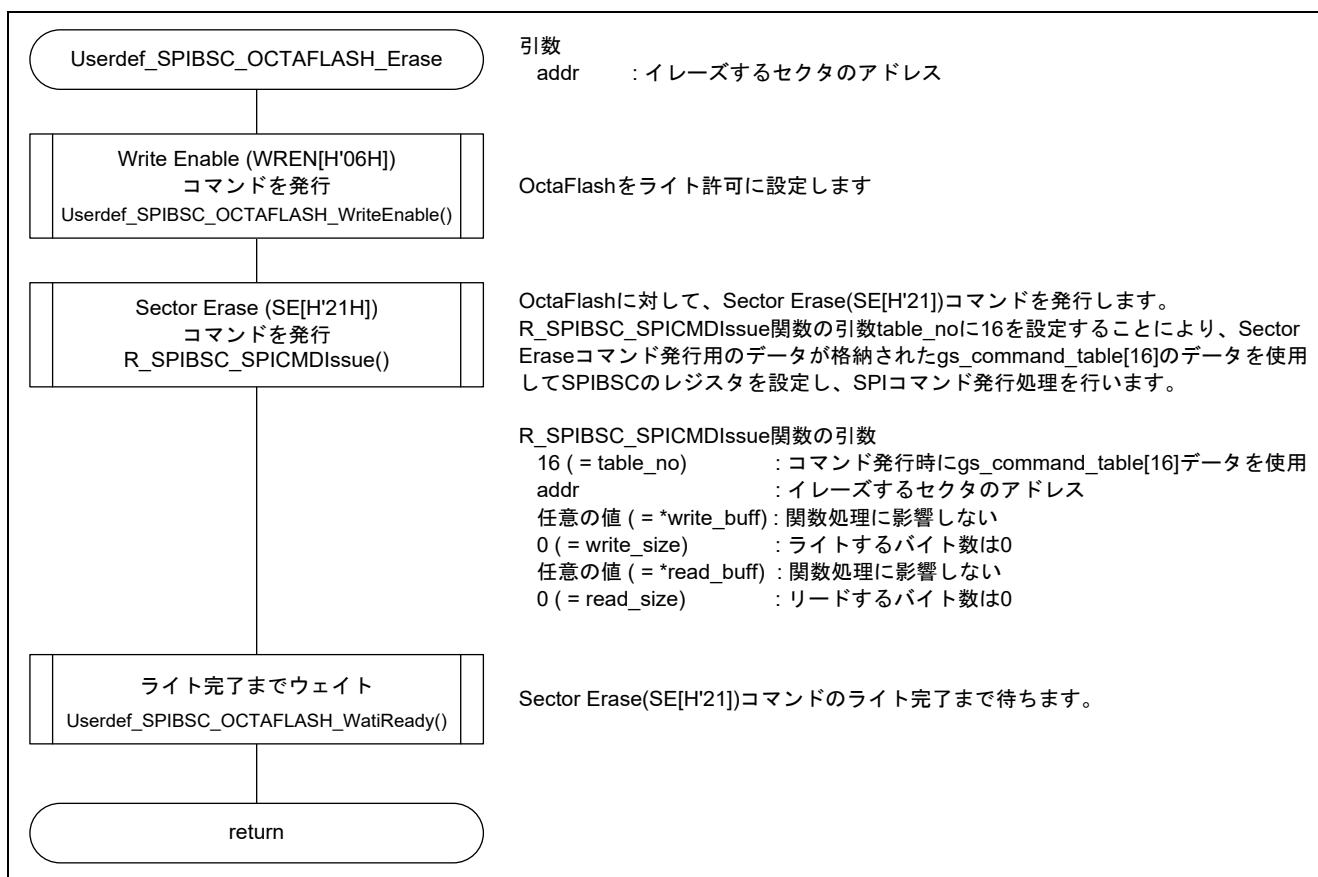 Userdef_SPIBSC_OCTAFLASH_Erase
引数
addr : イレーズするセクタのアドレス
Write Enable (WREN[H'06H])
コマンドを発行
Userdef_SPIBSC_OCTAFLASH_WriteEnable()
OctaFlashをライト許可に設定します
Sector Erase (SE[H'21H])
コマンドを発行
R_SPIBSC_SPICMDIssue()
OctaFlashに対して、Sector Erase(SE[H'21])コマンドを発行します。
R_SPIBSC_SPICMDIssue関数の引数table_noに16を設定することにより、Sector
Eraseコマンド発行用のデータが格納されたgs_command_table[16]のデータを使用
してSPIBSCのレジスタを設定し、SPIコマンド発行処理を行います。
R_SPIBSC_SPICMDIssue関数の引数
16 ( = table_no) : コマンド発行時にgs_command_table[16]データを使用
addr : イレーズするセクタのアドレス
任意の値 ( = *write_buff) : 関数処理に影響しない
0 ( = write_size) : ライトするバイト数は0
任意の値 ( = *read_buff) : 関数処理に影響しない
0 ( = read_size) : リードするバイト数は0
ライト完了までウェイト
Userdef_SPIBSC_OCTAFLASH_WatiReady()
Sector Erase(SE[H'21])コマンドのライト完了まで待ちます。
return